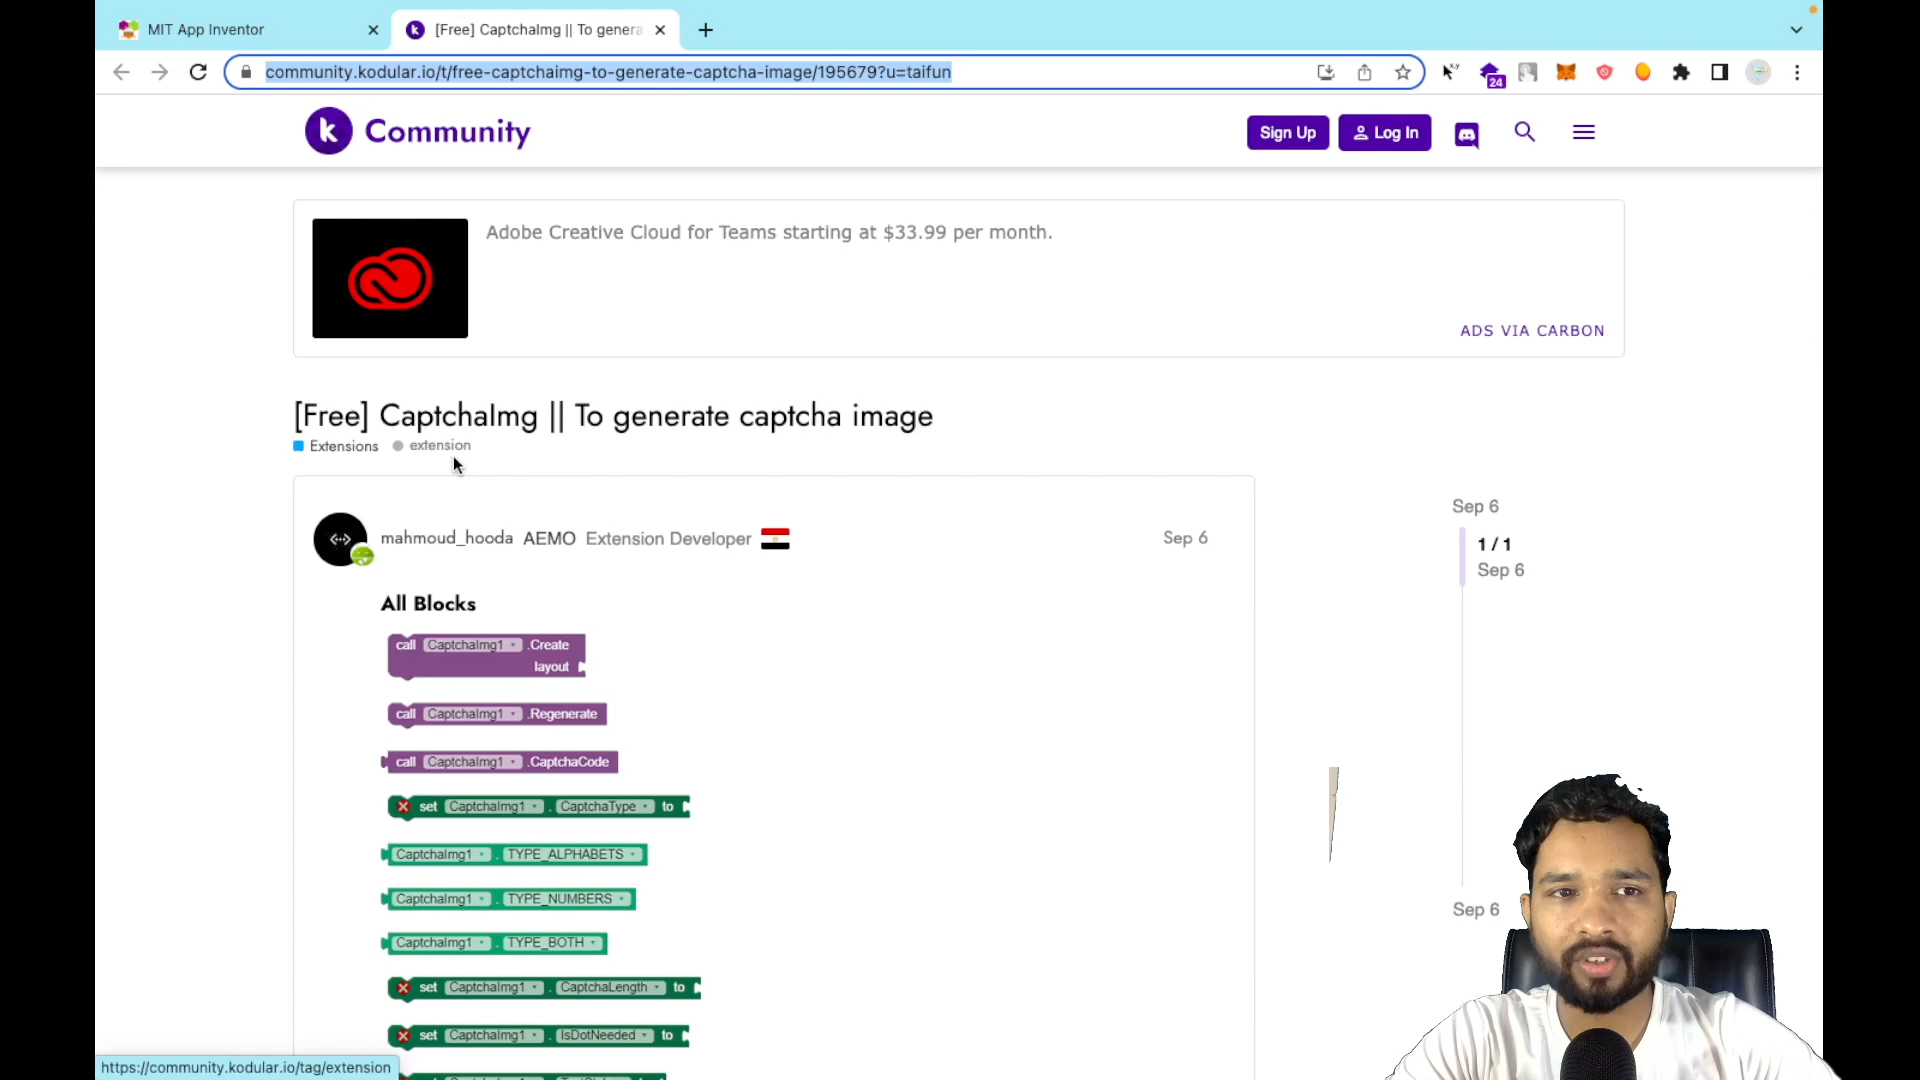 MIT App Inventor
[Free] CaptchaImg || To genera
community.kodular.io/t/free-captchaimg-to-generate-captcha-image/195679?u=taifun
24
k Community
Sign Up
Log In
Adobe Creative Cloud for Teams starting at $33.99 per month.
ADS VIA CARBON
[Free] CaptchaImg || To generate captcha image
Extensions extension
mahmoud_hooda AEMO Extension Developer
Sep 6
Sep 6
1 / 1
Sep 6
Sep 6
All Blocks
call CaptchaImg1 .Create
layout
call CaptchaImg1 .Regenerate
call CaptchaImg1 .CaptchaCode
set CaptchaImg1 . CaptchaType to
CaptchaImg1 . TYPE_ALPHABETS
CaptchaImg1 . TYPE_NUMBERS
CaptchaImg1 . TYPE_BOTH
set CaptchaImg1 . CaptchaLength to
set CaptchaImg1 . IsDotNeeded to
https://community.kodular.io/tag/extension